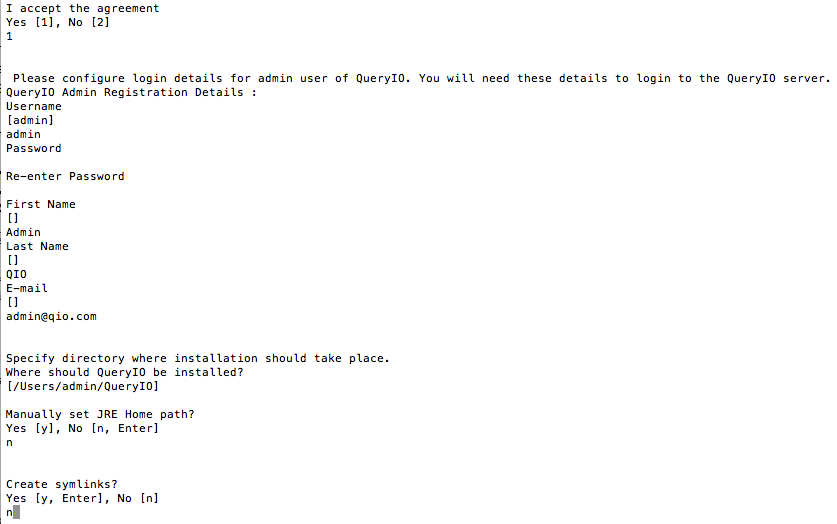 I accept the agreement
Yes [1], No [2]
1
Please configure login details for admin user of QueryIO. You will need these details to login to the QueryIO server.
QueryIO Admin Registration Details :
Username
[admin]
admin
Password
Re-enter Password
First Name
[]
Admin
Last Name
[]
QIO
E-mail
[]
admin@qio.com
Specify directory where installation should take place.
Where should QueryIO be installed?
[/Users/admin/QueryIO]
Manually set JRE Home path?
Yes [y], No [n, Enter]
n
Create symlinks?
Yes [y, Enter], No [n]
n